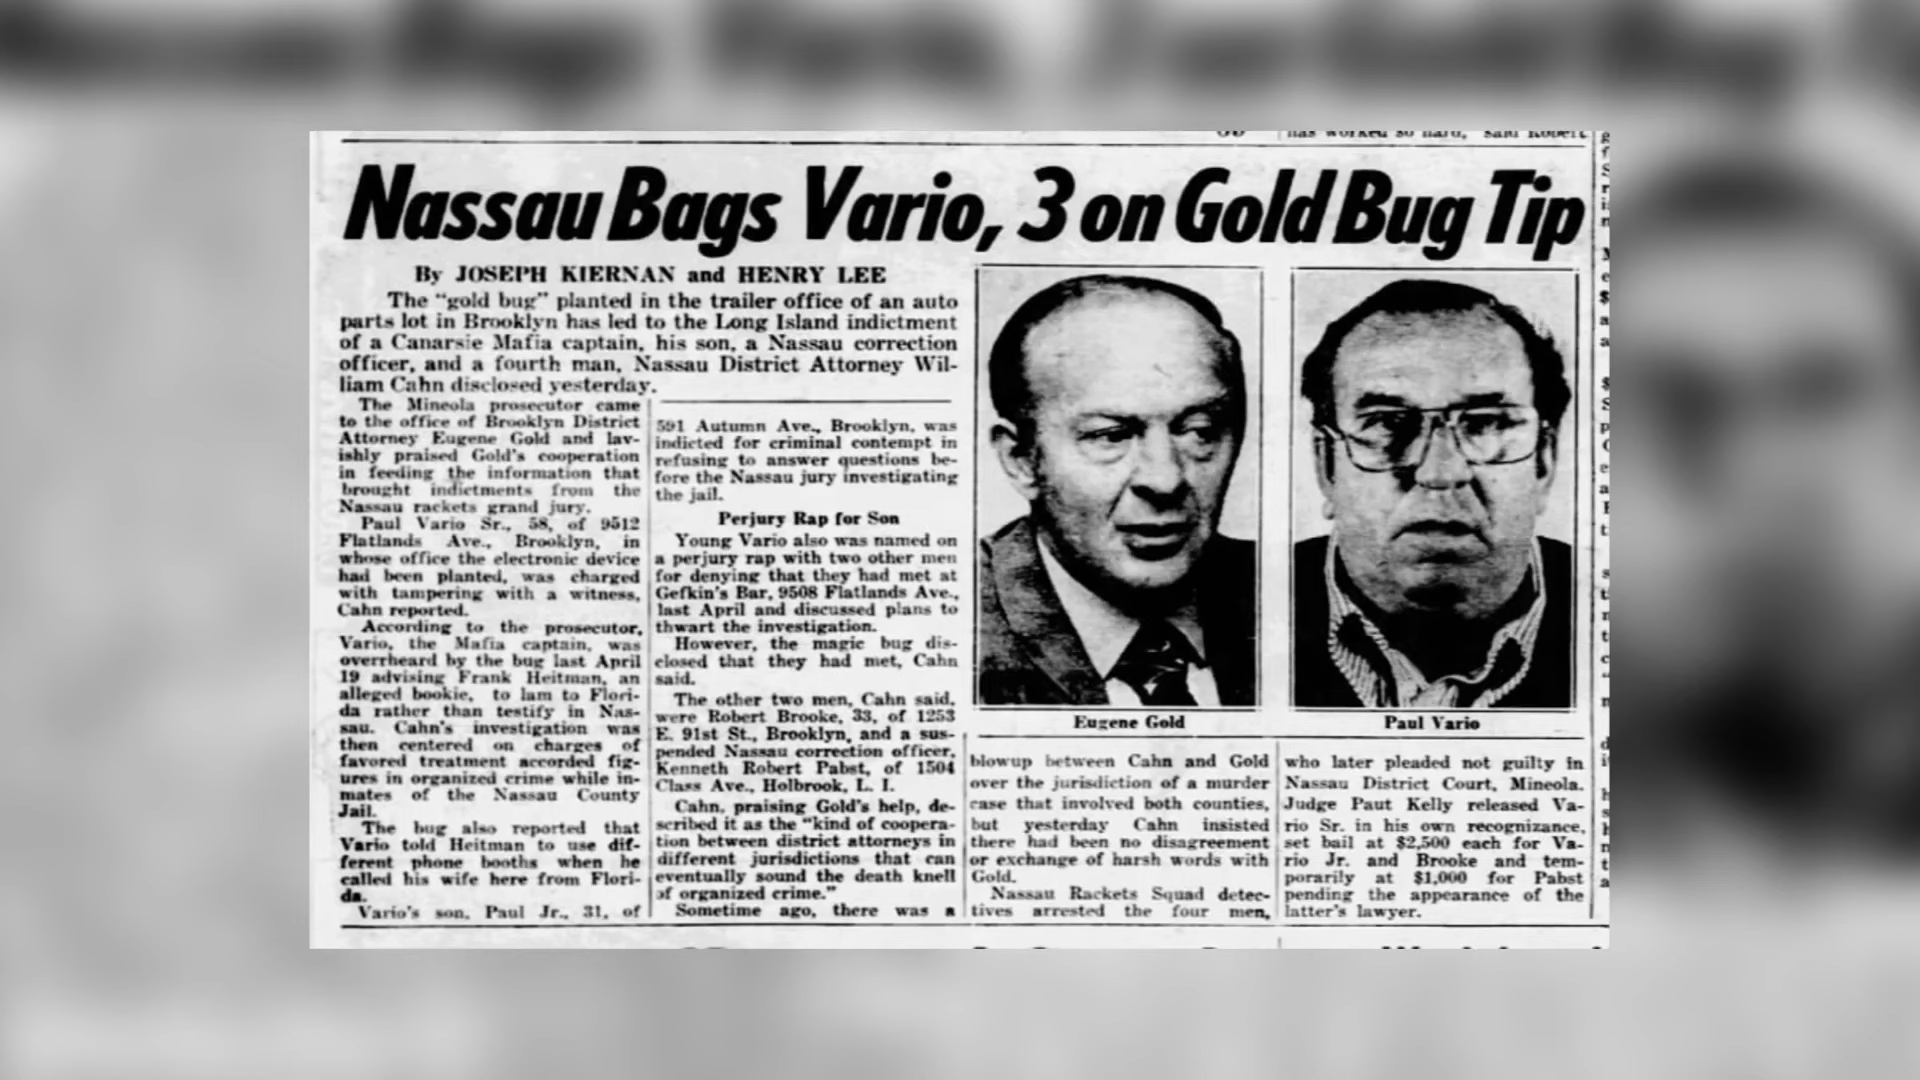 has worked so hard," said Robert
Nassau Bags Vario, 3 on Gold Bug Tip
By JOSEPH KIERNAN and HENRY LEE
The "gold bug" planted in the trailer office of an auto
parts lot in Brooklyn has led to the Long Island indictment
of a Canarsie Mafia captain, his son, a Nassau correction
officer, and a fourth man, Nassau District Attorney Wil-
liam Cahn disclosed yesterday.
The Mineola prosecutor came
to the office of Brooklyn District
Attorney Eugene Gold and lav-
ishly praised Gold's cooperation
in feeding the information that
brought indictments from the
Nassau rackets grand jury.
Paul Vario Sr., 58, of 9512
Flatlands Ave., Brooklyn, in
whose office the electronic device
had been planted, was charged
with tampering with a witness,
Cahn reported.
According to the prosecutor,
Vario, the Mafia captain, was
overrheard by the bug last April
19 advising Frank Heitman, an
alleged bookie, to lam to Flori-
da rather than testify in Nas-
sau. Cahn's investigation was
then centered on charges of
favored treatment accorded fig-
ures in organized crime while in-
mates of the Nassau County
Jail.
The bug also reported that
Vario told Heitman to use dif-
ferent phone booths when he
called his wife here from Flori-
da.
Vario's son, Paul Jr., 31, of
591 Autumn Ave., Brooklyn, was
indicted for criminal contempt in
refusing to answer questions be-
fore the Nassau jury investigating
the jail.
Perjury Rap for Son
Young Vario also was named on
a perjury rap with two other men
for denying that they had met at
Gefkin's Bar, 9508 Flatlands Ave.,
last April and discussed plans to
thwart the investigation.
However, the magic bug dis-
closed that they had met, Cahn
said.
The other two men, Cahn said,
were Robert Brooke, 33, of 1253
E. 91st St., Brooklyn, and a sus-
pended Nassau correction officer,
Kenneth Robert Pabst, of 1504
Class Ave., Holbrook, L. I.
Cahn, praising Gold's help, de-
scribed it as the "kind of coopera-
tion between district attorneys in
different jurisdictions that can
eventually sound the death knell
of organized crime."
Sometime ago, there was a
Eugene Gold
Paul Vario
blowup between Cahn and Gold
over the jurisdiction of a murder
case that involved both counties,
but yesterday Cahn insisted
there had been no disagreement
or exchange of harsh words with
Gold.
Nassau Rackets Squad detec-
tives arrested the four men,
who later pleaded not guilty in
Nassau District Court, Mineola.
Judge Paut Kelly released Va-
rio Sr. in his own recognizance,
set bail at $2,500 each for Va-
rio Jr. and Brooke and tem-
porarily at $1,000 for Pabst
pending the appearance of the
latter's lawyer.